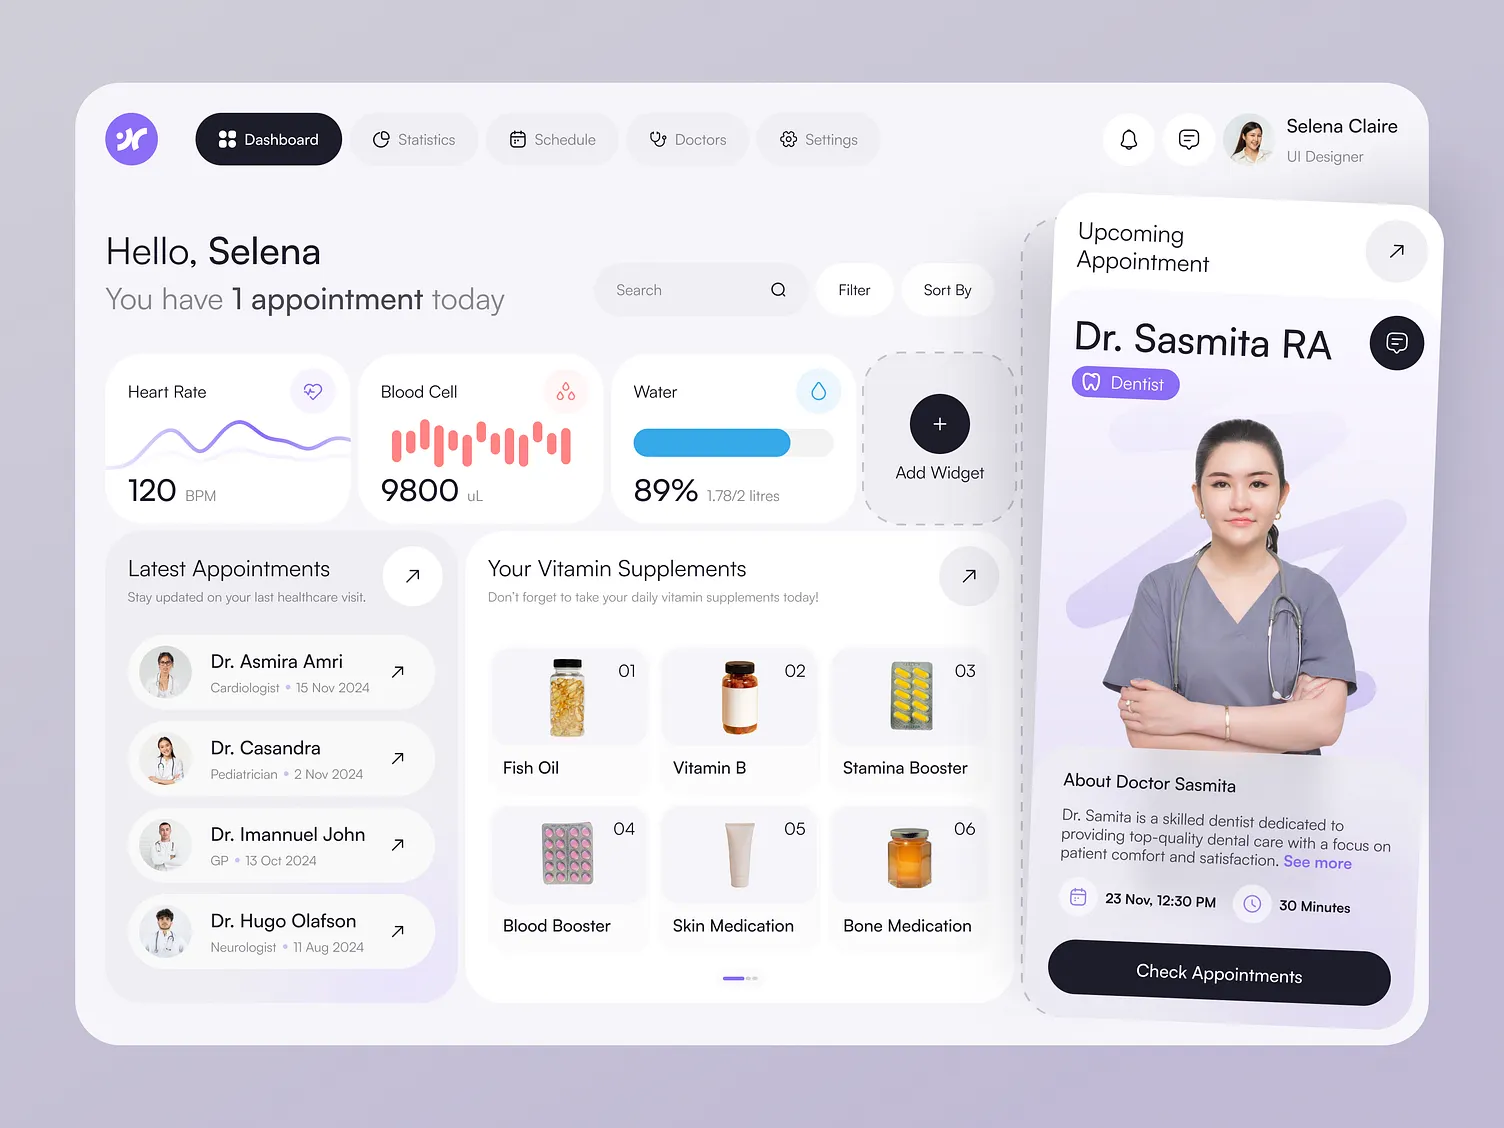 Dashboard
Statistics
Schedule
Doctors
Settings
Selena Claire
UI Designer
Hello, Selena
You have 1 appointment today
Search
Filter
Sort By
Heart Rate
120 BPM
Blood Cell
9800 uL
Water
89% 1.78/2 litres
+
Add Widget
Latest Appointments
Stay updated on your last healthcare visit.
Dr. Asmira Amri
Cardiologist • 15 Nov 2024
Dr. Casandra
Pediatrician • 2 Nov 2024
Dr. Imannuel John
GP • 13 Oct 2024
Dr. Hugo Olafson
Neurologist • 11 Aug 2024
Your Vitamin Supplements
Don't forget to take your daily vitamin supplements today!
01
Fish Oil
02
Vitamin B
03
Stamina Booster
04
Blood Booster
05
Skin Medication
06
Bone Medication
Upcoming
Appointment
Dr. Sasmita RA
Dentist
About Doctor Sasmita
Dr. Samita is a skilled dentist dedicated to
providing top-quality dental care with a focus on
patient comfort and satisfaction. See more
23 Nov, 12:30 PM
30 Minutes
Check Appointments